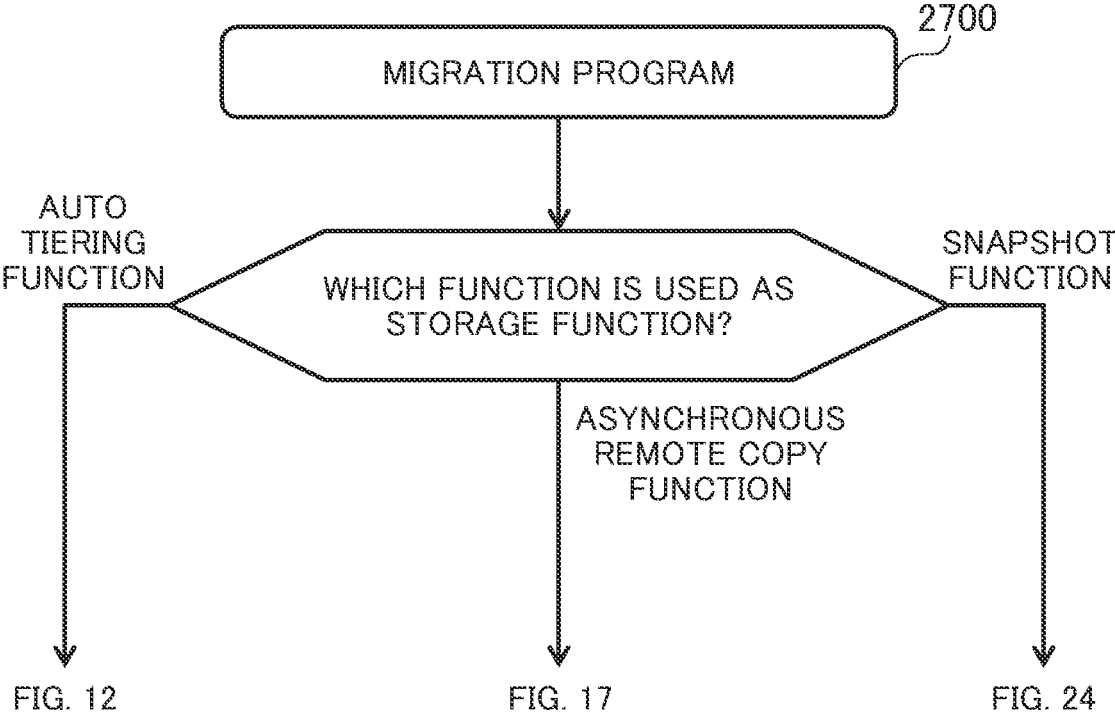 2700
MIGRATION PROGRAM
AUTO
TIERING
FUNCTION
SNAPSHOT
FUNCTION
WHICH FUNCTION IS USED AS
STORAGE FUNCTION?
ASYNCHRONOUS
REMOTE COPY
FUNCTION
FIG. 12
FIG. 17
FIG. 24